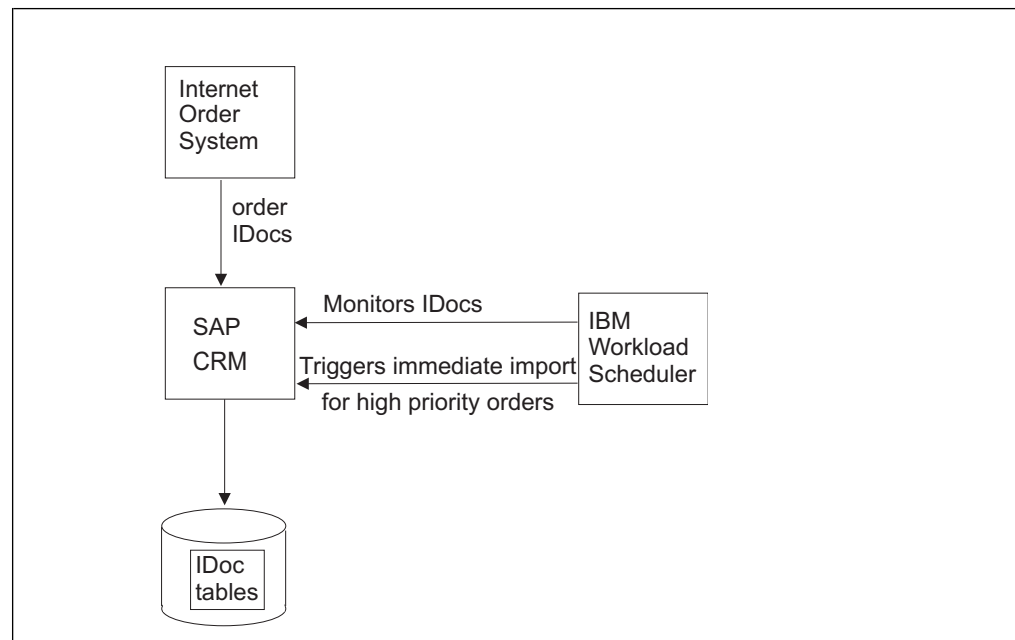 Internet
Order
System
order
IDocs
SAP
CRM
Monitors IDocs
Triggers immediate import
for high priority orders
IBM
Workload
Scheduler
IDoc
tables